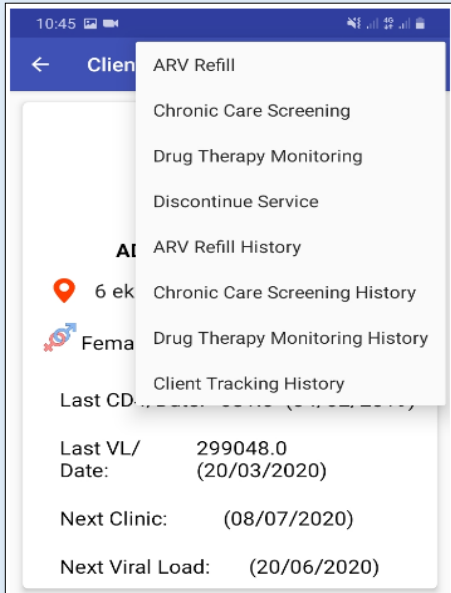 10:45
4G
Clien
ARV Refill
Chronic Care Screening
Drug Therapy Monitoring
Discontinue Service
ARV Refill History
Chronic Care Screening History
Drug Therapy Monitoring History
Client Tracking History
6 ek
Fema
Last VL/ 299048.0
Date: (20/03/2020)
Next Clinic: (08/07/2020)
Next Viral Load: (20/06/2020)